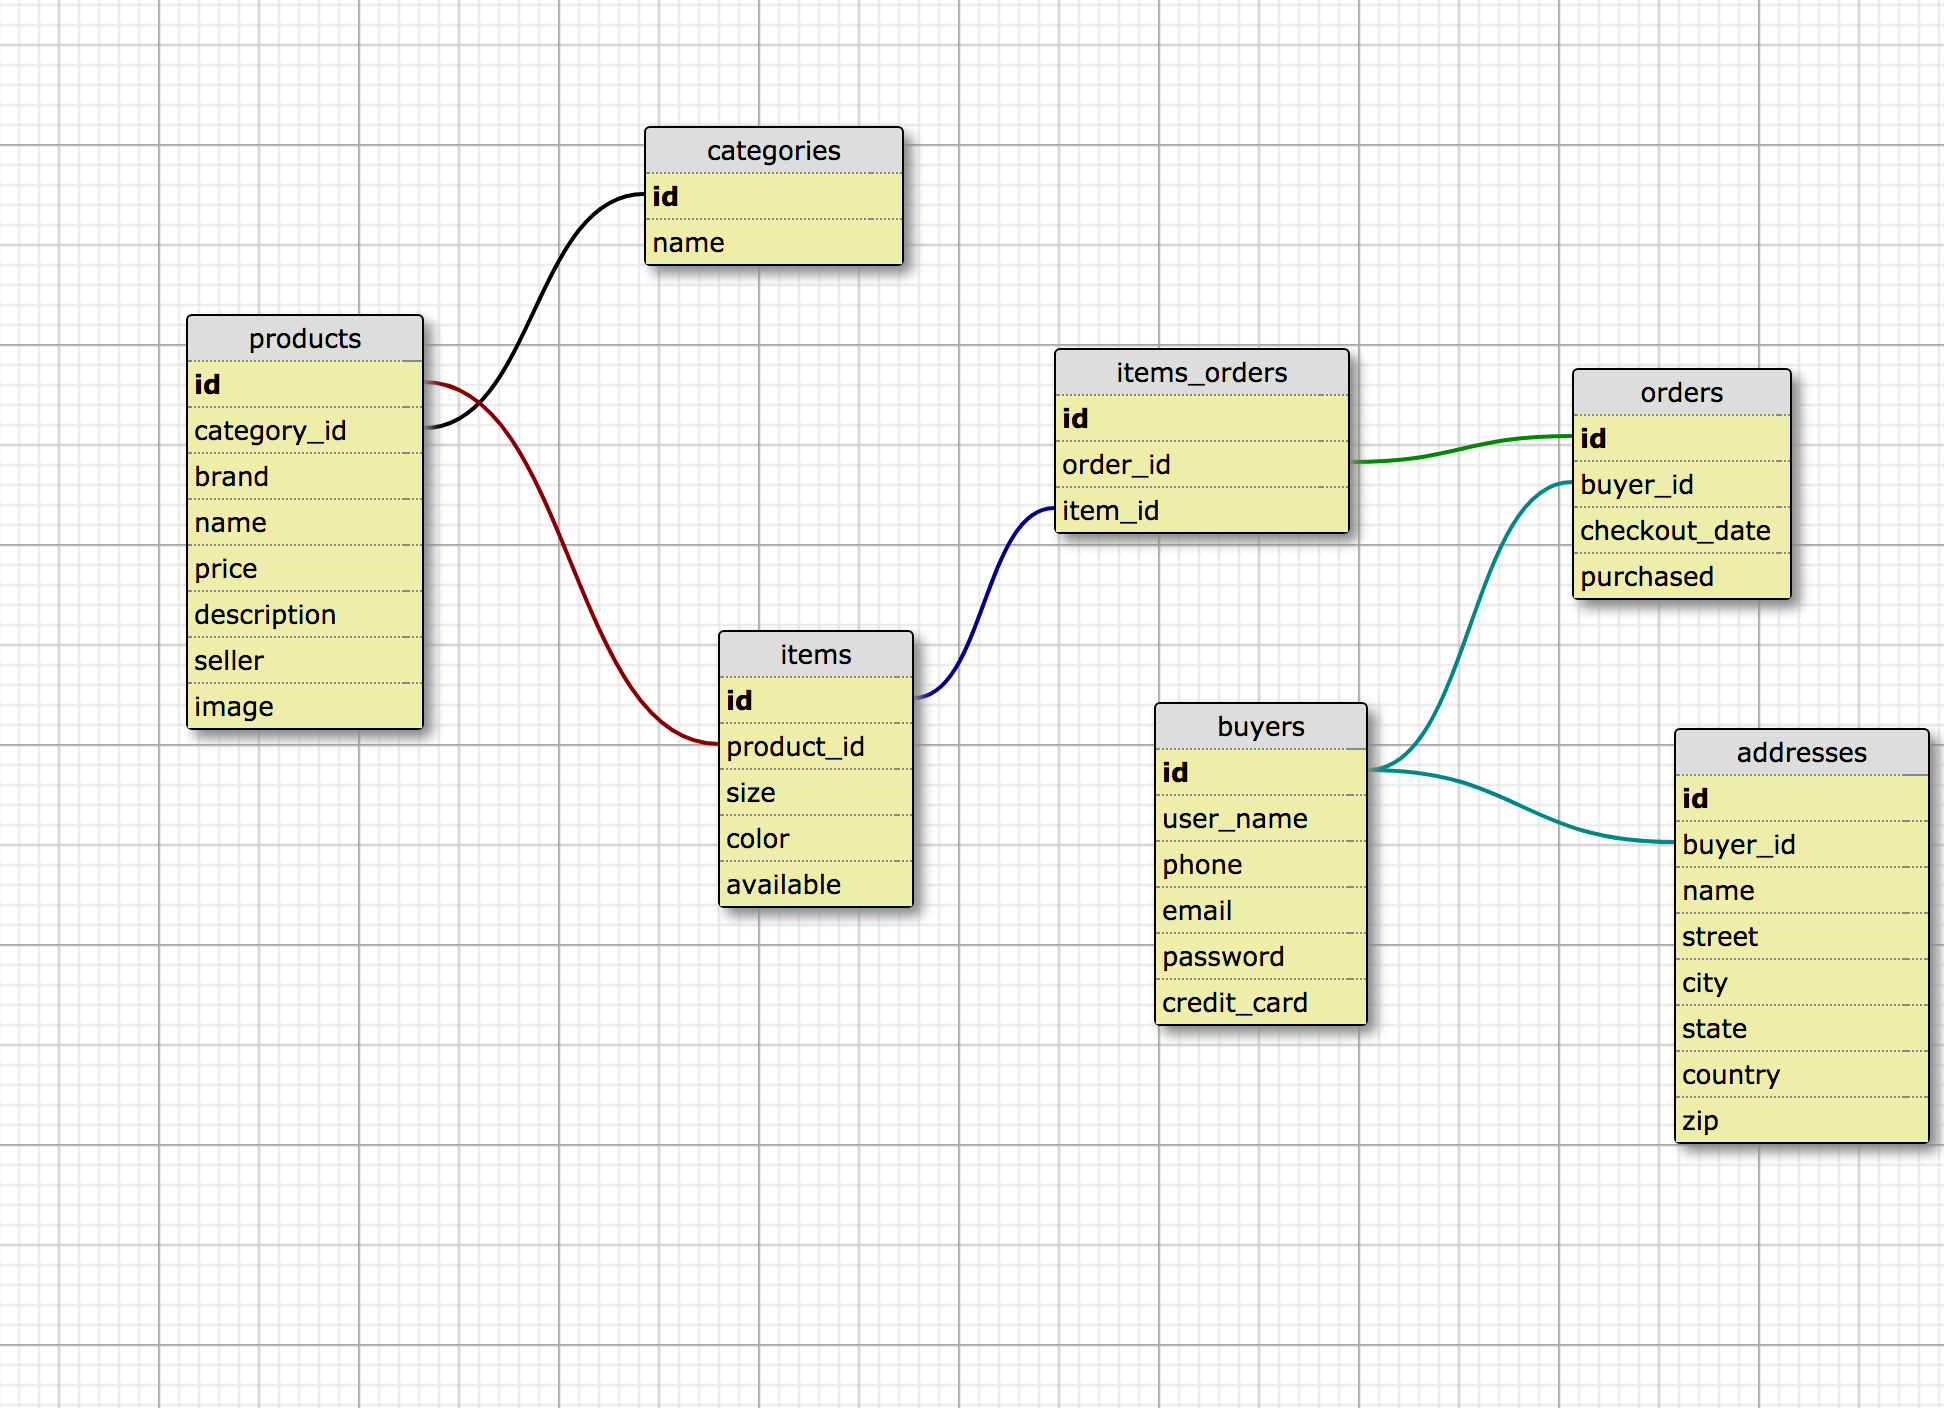 categories
id
name
products
id
category_id
brand
name
price
description
seller
image
items_orders
id
order_id
item_id
orders
id
buyer_id
checkout_date
purchased
items
id
product_id
size
color
available
buyers
id
user_name
phone
email
password
credit_card
addresses
id
buyer_id
name
street
city
state
country
zip